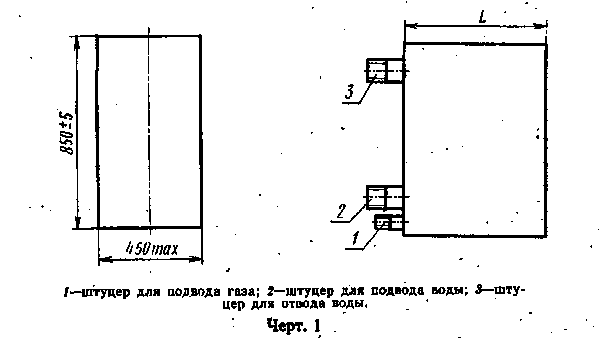 L
3
850±5
2
1
450max
1—штуцер для подвода газа; 2—штуцер для подвода воды; 3—шту-
цер для отвода воды.
Черт. 1